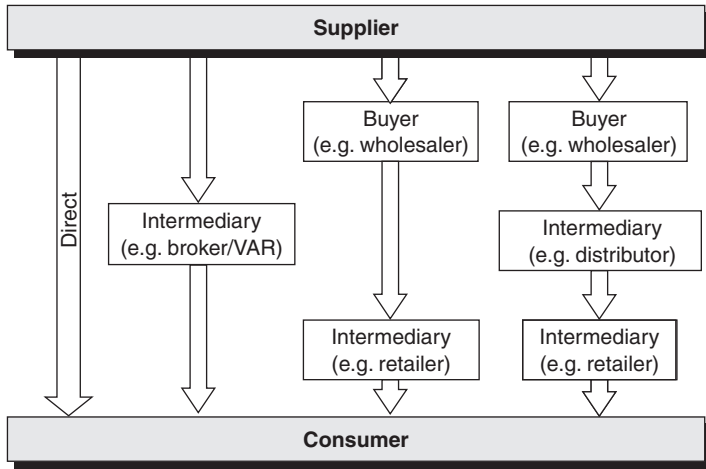 Supplier
Direct
Intermediary
(e.g. broker/VAR)
Buyer
(e.g. wholesaler)
Intermediary
(e.g. retailer)
Buyer
(e.g. wholesaler)
Intermediary
(e.g. distributor)
Intermediary
(e.g. retailer)
Consumer